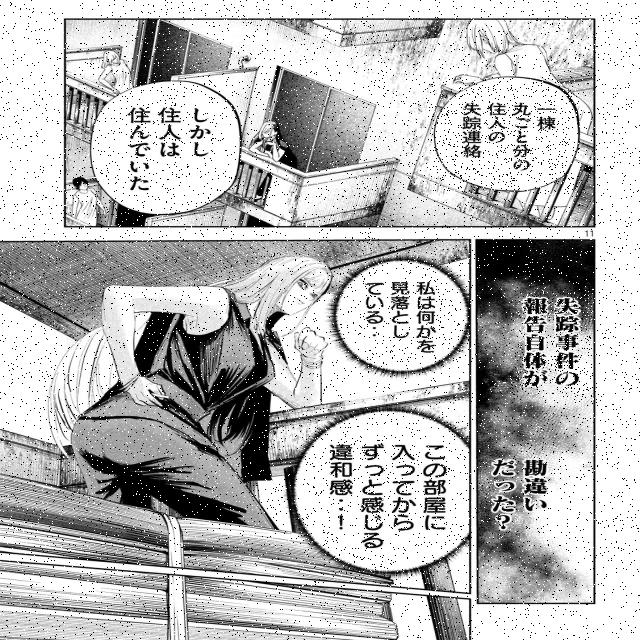 一棟
丸ごと分の
住人の
失踪連絡
しかし
住人は
住んでいた
11
失踪事件の
報告自体が
勘違い
だった?
私は何かを
見落とし
ている‥
この部屋に
入ってから
ずっと感じる
違和感‥!